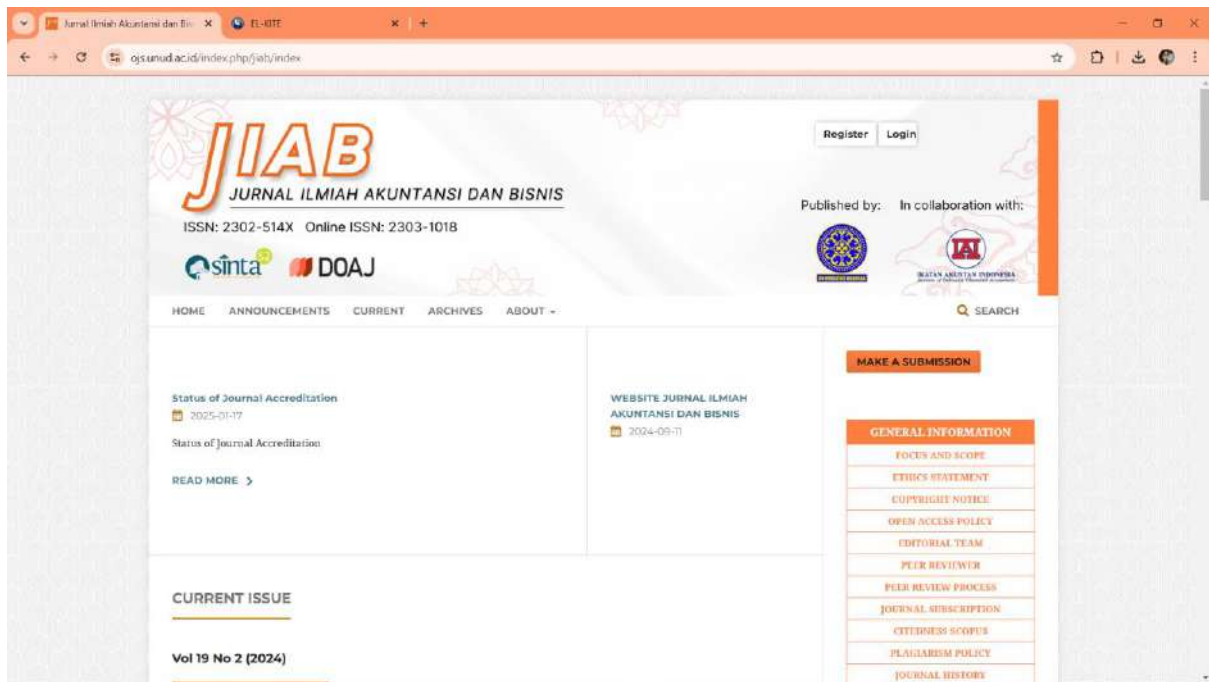 Jurnal Ilmiah Akuntansi dan Bis
EL-KITE
ojs.unud.ac.id/index.php/jiab/index
JIAB
JURNAL ILMIAH AKUNTANSI DAN BISNIS
ISSN: 2302-514X Online ISSN: 2303-1018
sinta
DOAJ
Register Login
Published by: In collaboration with:
IAI
IKATAN AKUNTAN INDONESIA
HOME ANNOUNCEMENTS CURRENT ARCHIVES ABOUT
SEARCH
Status of Journal Accreditation
2025-01-17
Status of Journal Accreditation
READ MORE
WEBSITE JURNAL ILMIAH
AKUNTANSI DAN BISNIS
2024-09-11
CURRENT ISSUE
Vol 19 No 2 (2024)
MAKE A SUBMISSION
GENERAL INFORMATION
FOCUS AND SCOPE
ETHICS STATEMENT
COPYRIGHT NOTICE
OPEN ACCESS POLICY
EDITORIAL TEAM
PEER REVIEWER
PEER REVIEW PROCESS
JOURNAL SUBSCRIPTION
CITEDNESS SCOPUS
PLAGIARISM POLICY
JOURNAL HISTORY